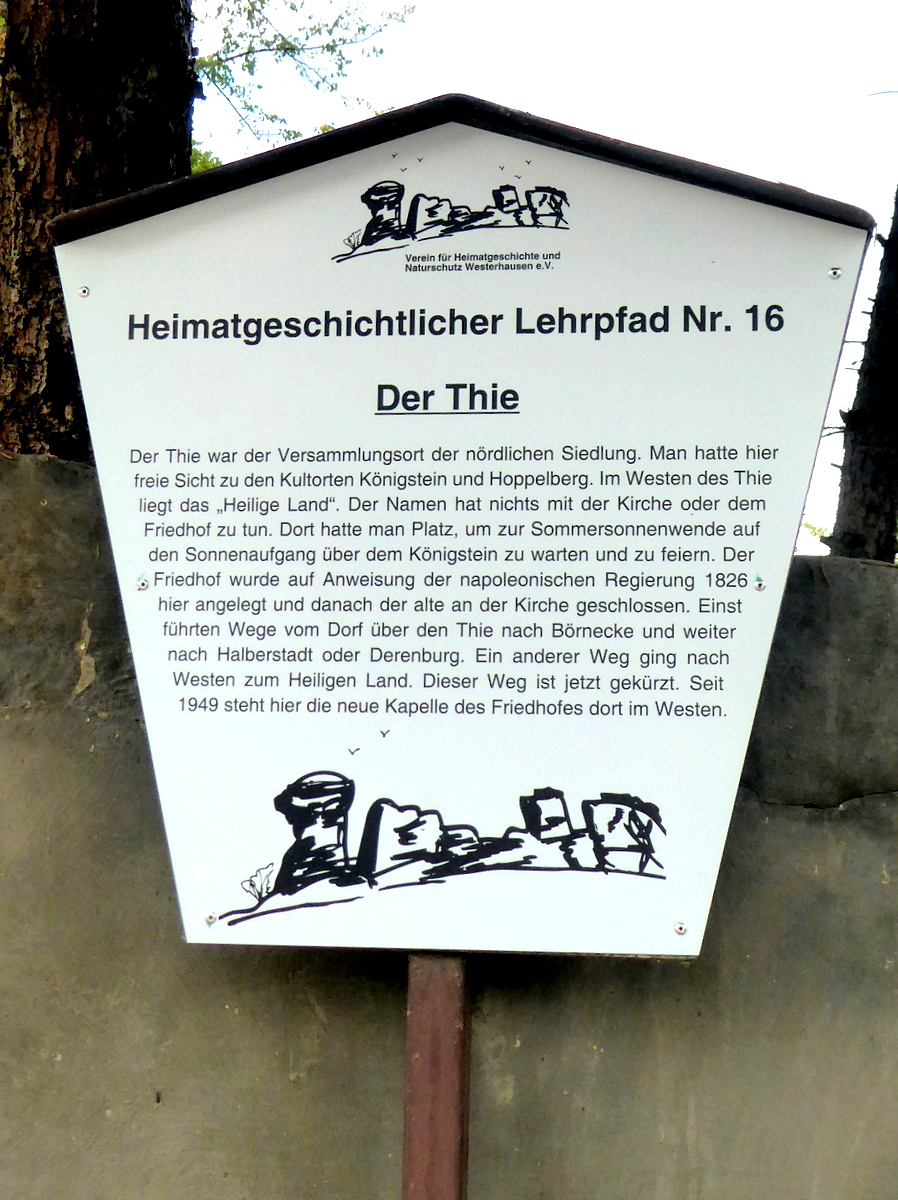 Verein für Heimatgeschichte und
Naturschutz Westerhausen e.V.
Heimatgeschichtlicher Lehrpfad Nr. 16
Der Thie
Der Thie war der Versammlungsort der nördlichen Siedlung. Man hatte hier
freie Sicht zu den Kultorten Königstein und Hoppelberg. Im Westen des Thie
liegt das „Heilige Land“. Der Namen hat nichts mit der Kirche oder dem
Friedhof zu tun. Dort hatte man Platz, um zur Sommersonnenwende auf
den Sonnenaufgang über dem Königstein zu warten und zu feiern. Der
Friedhof wurde auf Anweisung der napoleonischen Regierung 1826
hier angelegt und danach der alte an der Kirche geschlossen. Einst
führten Wege vom Dorf über den Thie nach Börnecke und weiter
nach Halberstadt oder Derenburg. Ein anderer Weg ging nach
Westen zum Heiligen Land. Dieser Weg ist jetzt gekürzt. Seit
1949 steht hier die neue Kapelle des Friedhofes dort im Westen.